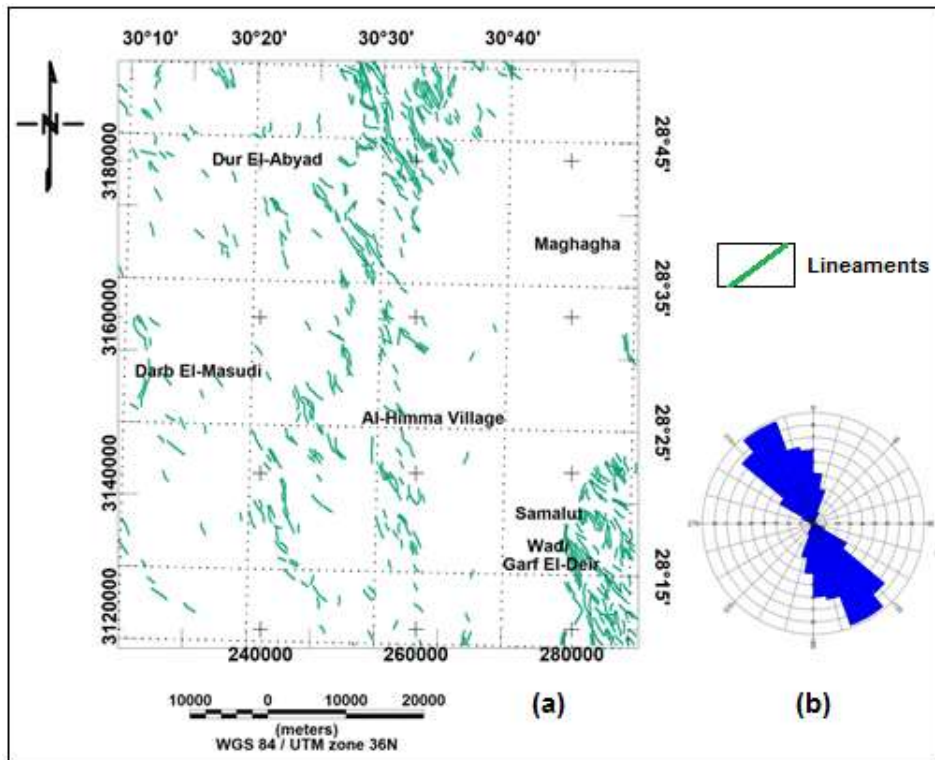 30°10' 30°20' 30°30' 30°40'
N
3180000
Dur El-Abyad
28°45'
Maghagha
Lineaments
28°35'
3160000
Darb El-Masudi
Al-Himma Village
28°25'
3140000
Samalut
Wadi
Garf El-Deir
28°15'
3120000
240000 260000 280000
10000 0 10000 20000
(meters)
WGS 84 / UTM zone 36N
(a)
(b)